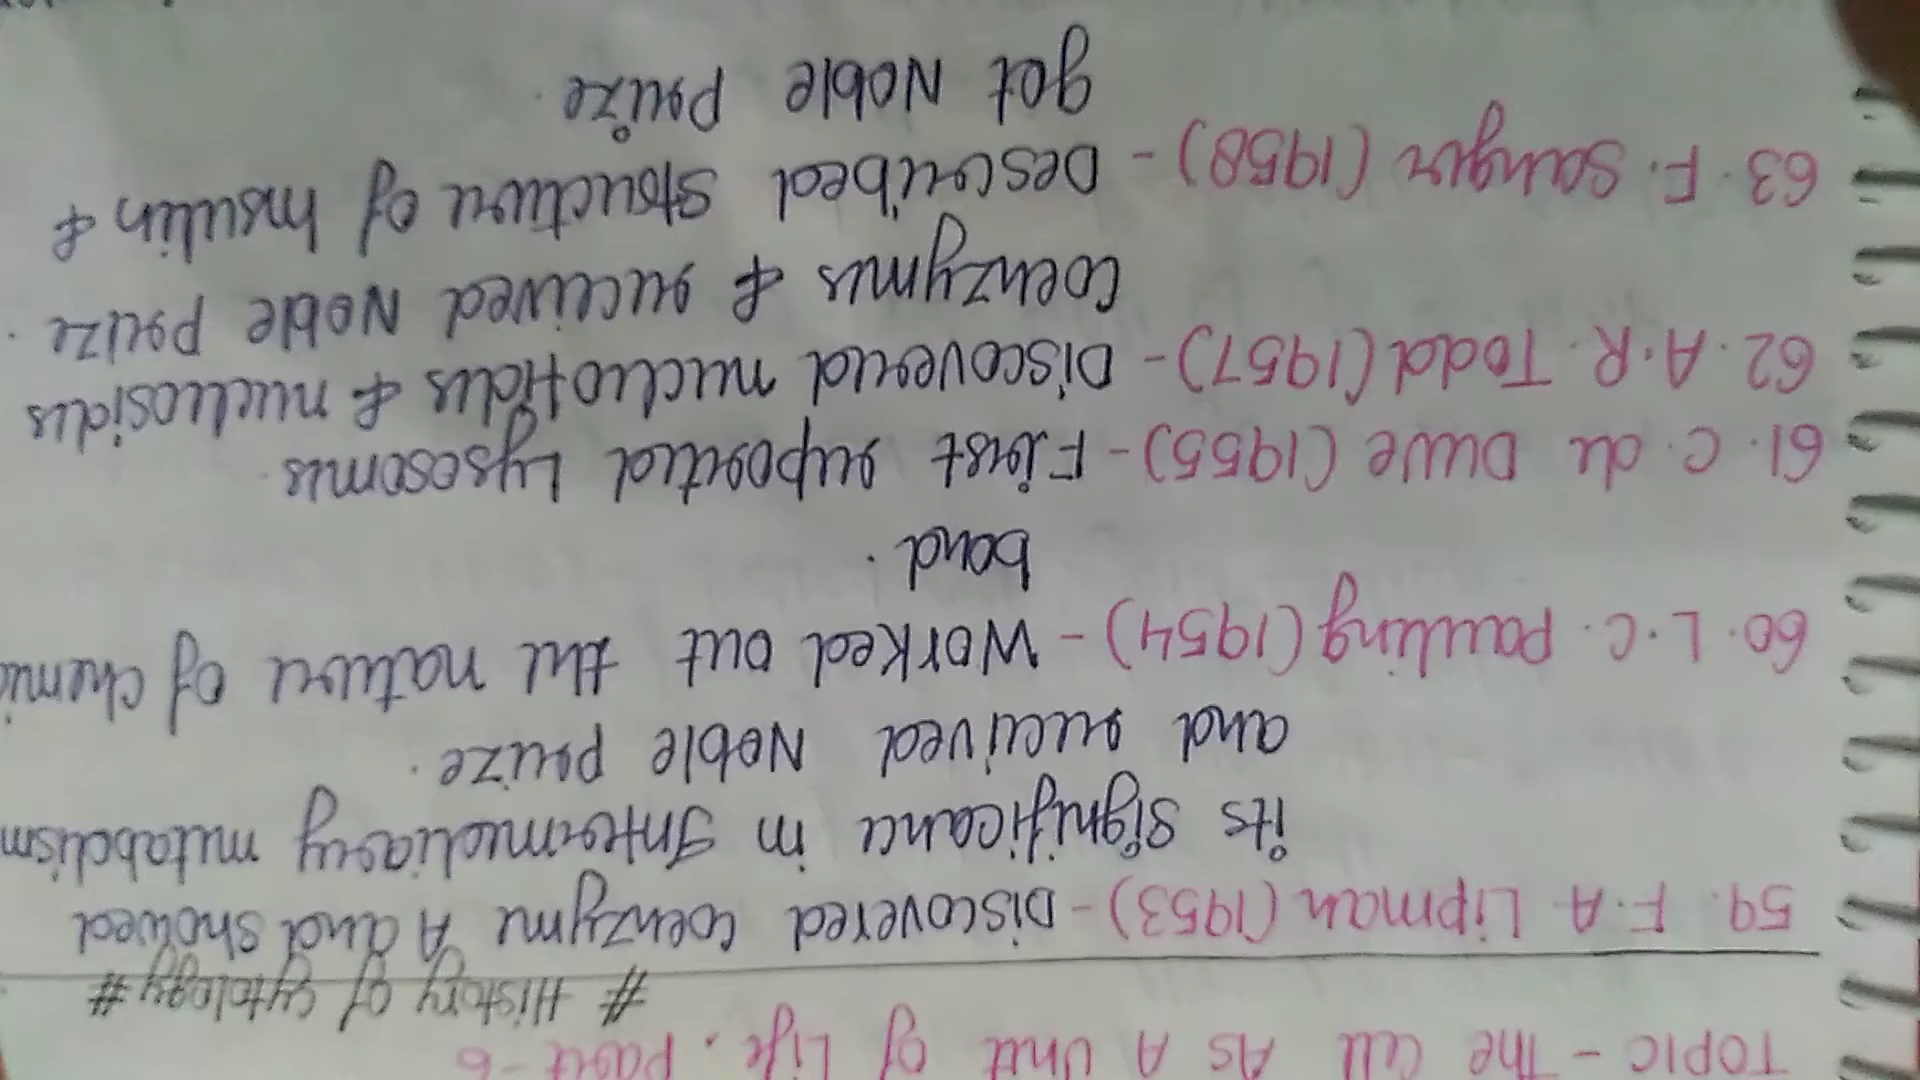 TOPIC - The Cell As A Unit of Life. Part-6
# History of cytology #
59. F.A. Lipman (1953) - Discovered coenzyme A and showed
its significance in Intermediary metabolism
and received Noble prize.
60. L.C. Pauling (1954) - Worked out the nature of chemi
bond.
61. C. de Duve (1955) - First reported Lysosomes.
62. A.R. Todd (1957) - Discovered nucleotides & nucleosides
coenzymes & received Noble prize.
63. F. Sanger (1958) - Described structure of Insulin &
got Noble Prize.